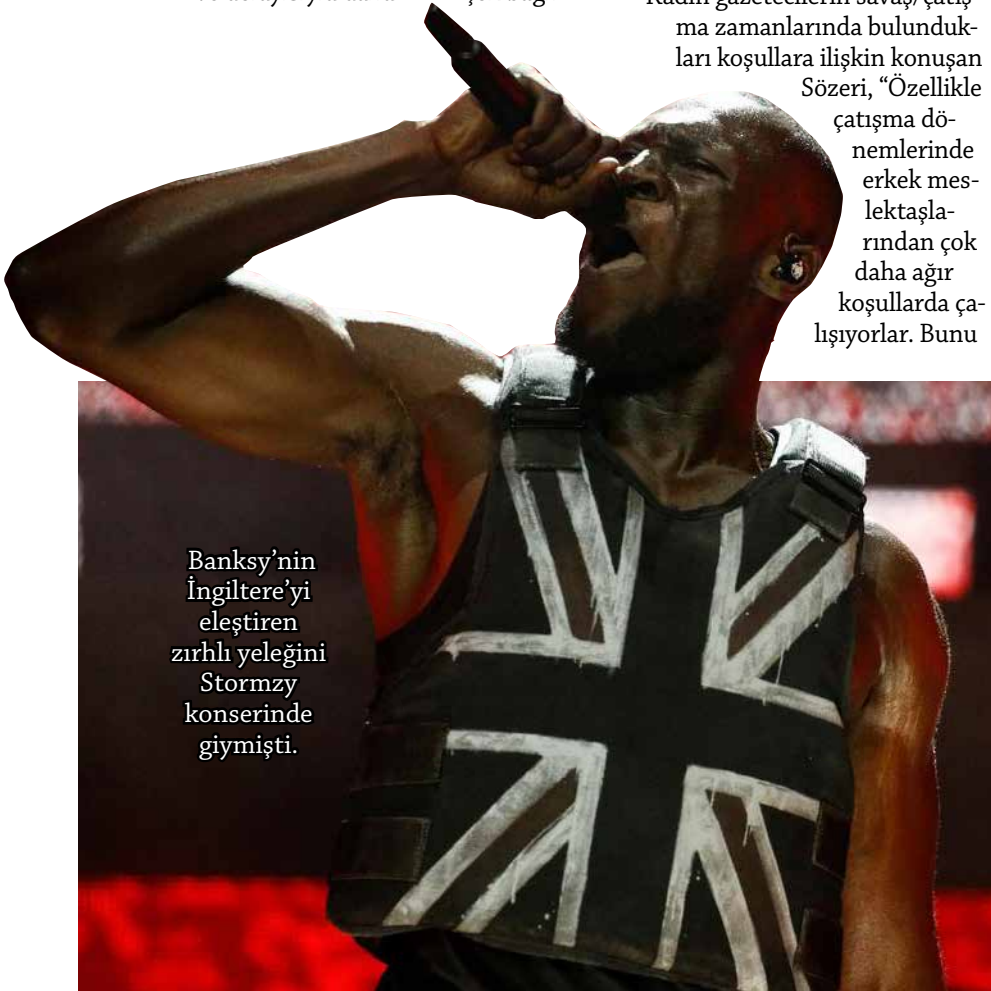 Kadın gazetecilerin savaş/çatış-
ma zamanlarında bulunduk-
ları koşullara ilişkin konuşan
Sözeri, “Özellikle
çatışma dö-
nemlerinde
erkek mes-
lektaşla-
rından çok
daha ağır
koşullarda ça-
lışıyorlar. Bunu
Banksy’nin
İngiltere’yi
eleştiren
zırhlı yeleğini
Stormzy
konserinde
giymişti.